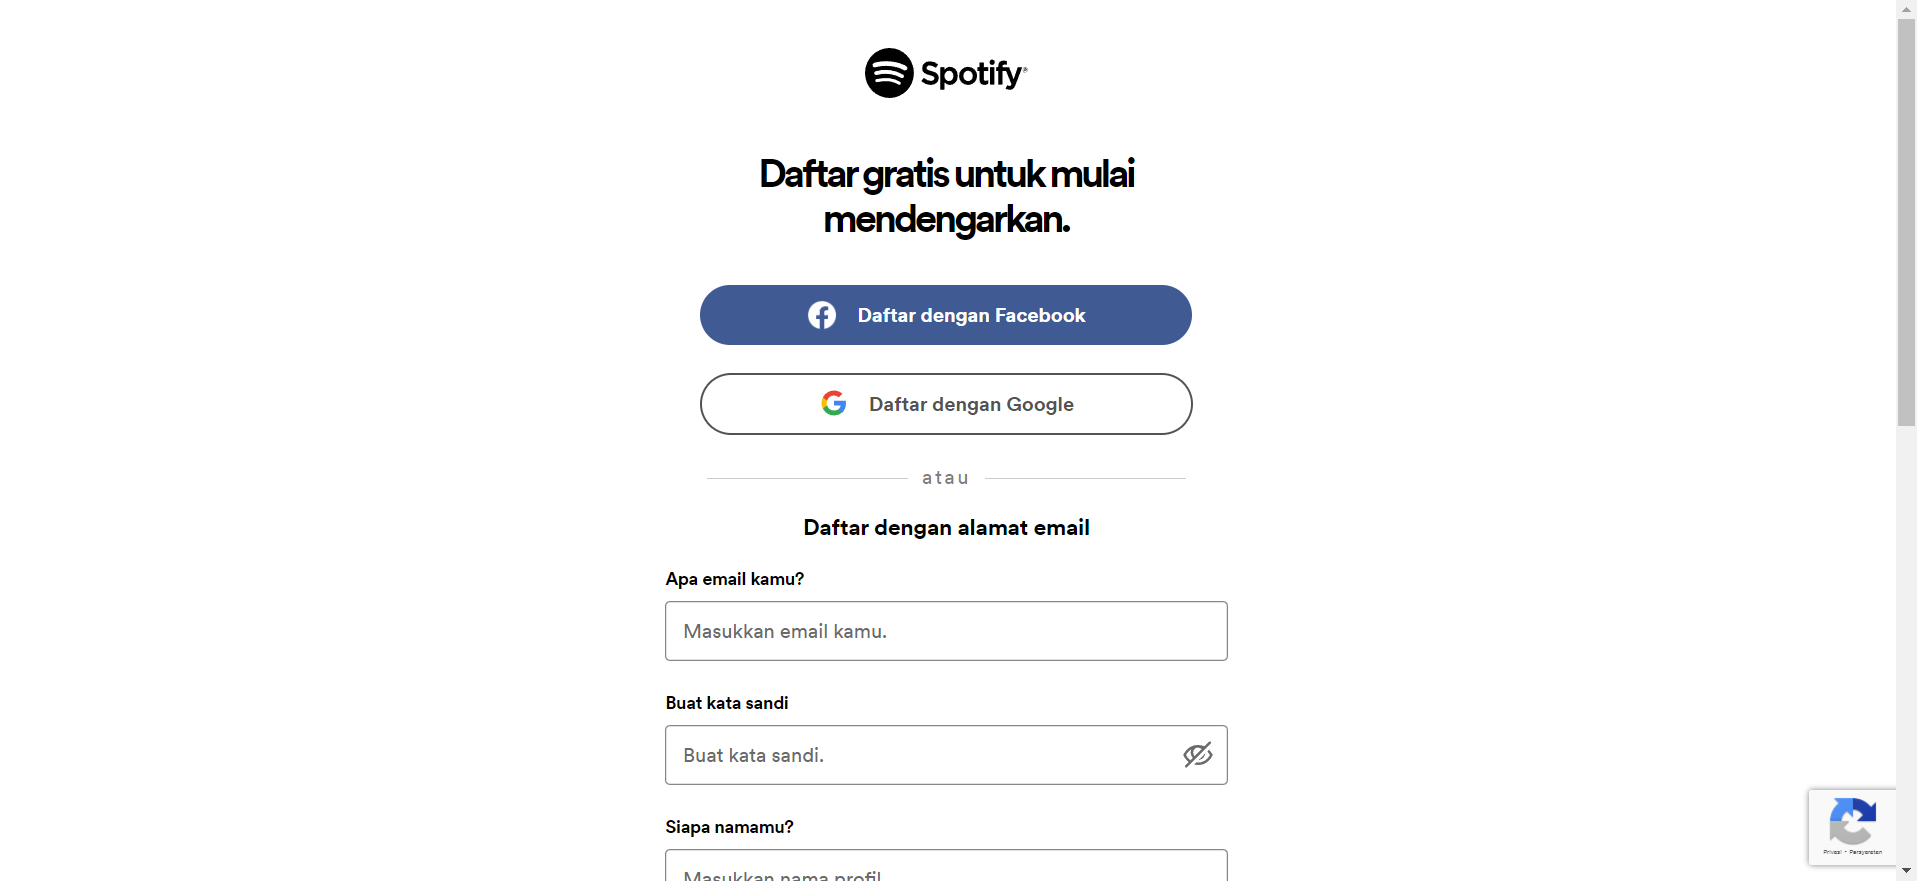 Spotify®
Daftar gratis untuk mulai
mendengarkan.
Daftar dengan Facebook
Daftar dengan Google
atau
Daftar dengan alamat email
Apa email kamu?
Masukkan email kamu.
Buat kata sandi
Buat kata sandi.
Siapa namamu?
Masukkan nama profil
Privasi - Persyaratan